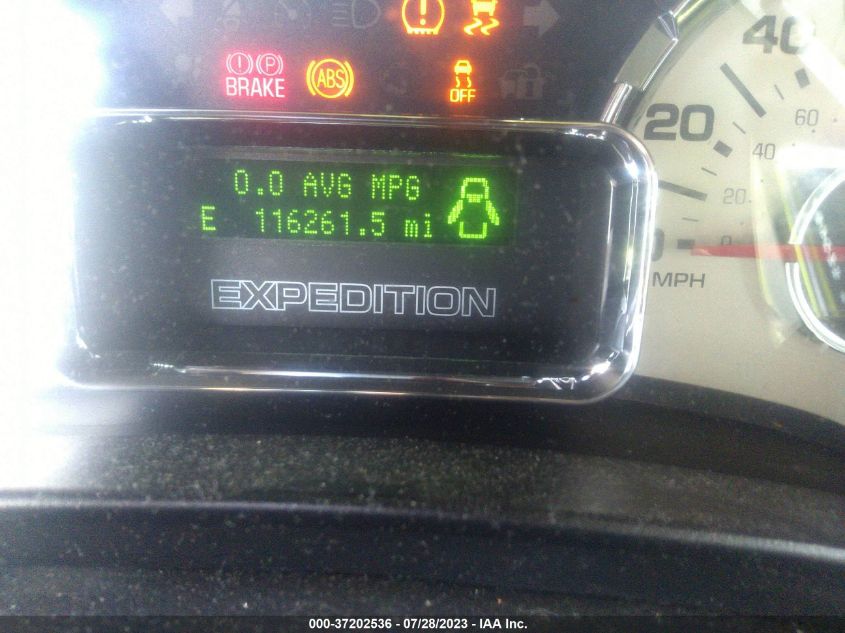 40
! P
BRAKE
ABS
OFF
20
60
40
20
0.0 AVG MPG
E 116261.5 mi
0
0
MPH
EXPEDITION
000-37202536 - 07/28/2023 - IAA Inc.